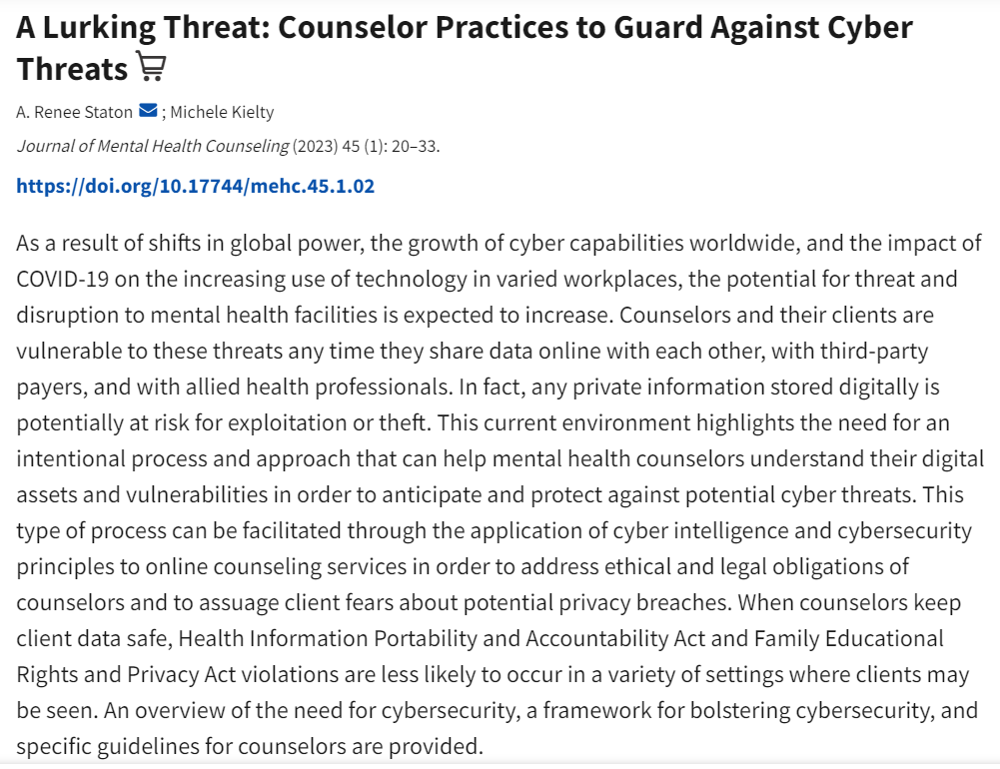 A Lurking Threat: Counselor Practices to Guard Against Cyber
Threats
A. Renee Staton ; Michele Kielty
Journal of Mental Health Counseling (2023) 45 (1): 20–33.
https://doi.org/10.17744/mehc.45.1.02
As a result of shifts in global power, the growth of cyber capabilities worldwide, and the impact of
COVID-19 on the increasing use of technology in varied workplaces, the potential for threat and
disruption to mental health facilities is expected to increase. Counselors and their clients are
vulnerable to these threats any time they share data online with each other, with third-party
payers, and with allied health professionals. In fact, any private information stored digitally is
potentially at risk for exploitation or theft. This current environment highlights the need for an
intentional process and approach that can help mental health counselors understand their digital
assets and vulnerabilities in order to anticipate and protect against potential cyber threats. This
type of process can be facilitated through the application of cyber intelligence and cybersecurity
principles to online counseling services in order to address ethical and legal obligations of
counselors and to assuage client fears about potential privacy breaches. When counselors keep
client data safe, Health Information Portability and Accountability Act and Family Educational
Rights and Privacy Act violations are less likely to occur in a variety of settings where clients may
be seen. An overview of the need for cybersecurity, a framework for bolstering cybersecurity, and
specific guidelines for counselors are provided.